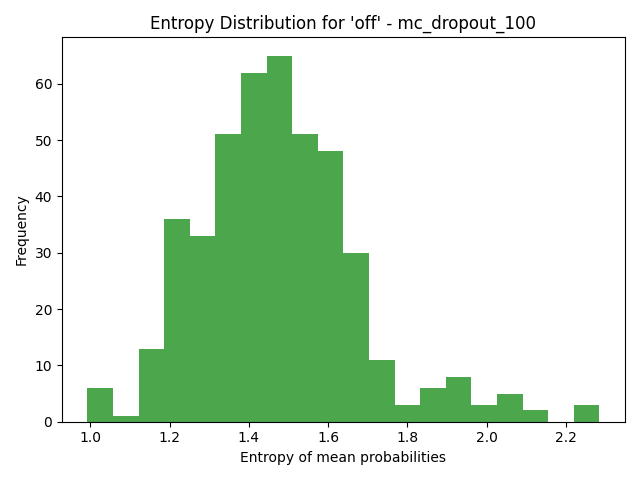 Entropy Distribution for 'off' - mc_dropout_100
Frequency
60
50
40
30
20
10
0
1.0 1.2 1.4 1.6 1.8 2.0 2.2
Entropy of mean probabilities